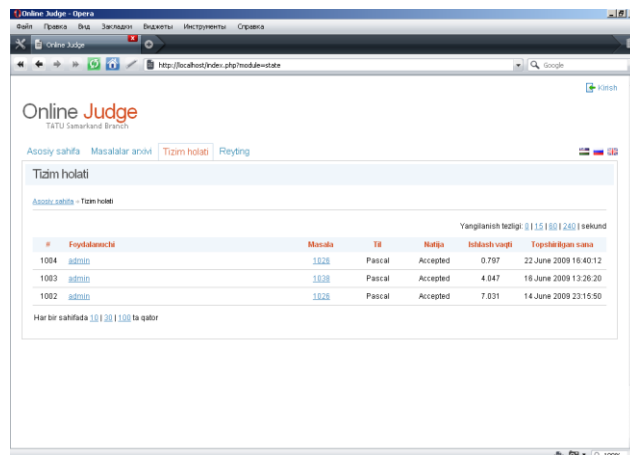 Online Judge - Opera
Файл Правка Вид Закладки Виджеты Инструменты Справка
Online Judge
http://localhost/index.php?module=state
Google
Kirish
Online Judge
TATU Samarkand Branch
Asosiy sahifa Masalalar arxivi Tizim holati Reyting
Tizim holati
Asosiy sahifa » Tizim holati
Yangilanish tezligi: 0 | 15 | 60 | 240 | sekund
# Foydalanuchi Masala Til Natija Ishlash vaqti Topshirilgan sana
1004 admin 1026 Pascal Accepted 0.797 22 June 2009 16:40:12
1003 admin 1038 Pascal Accepted 4.047 16 June 2009 13:26:20
1002 admin 1026 Pascal Accepted 7.031 14 June 2009 23:15:50
Har bir sahifada 10 | 30 | 100 ta qator